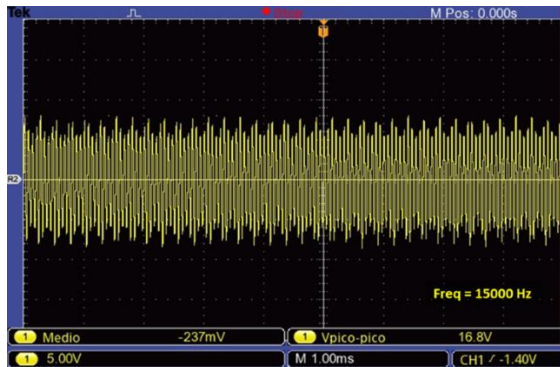 Tek Stop M Pos: 0.000s
T
R2
Freq = 15000 Hz
1 Medio -237mV 1 Vpico-pico 16.8V
1 5.00V M 1.00ms CH1 / -1.40V